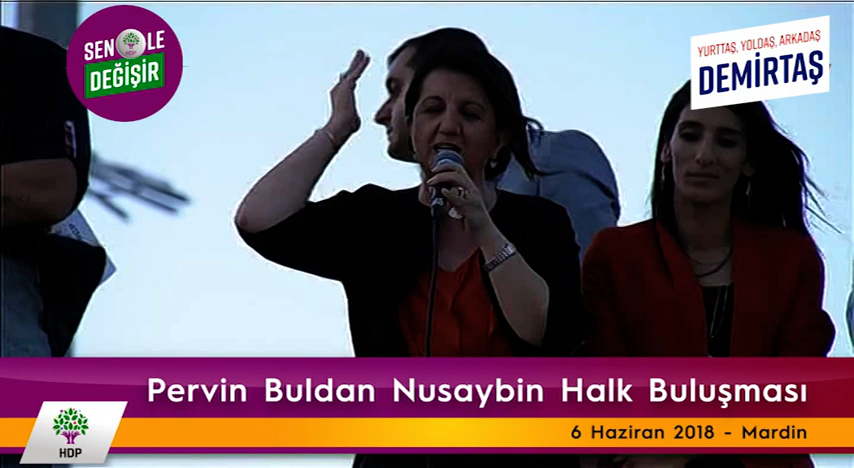 SEN LE
HDP
DEĞİŞİR
YURTTAŞ, YOLDAŞ, ARKADAŞ
DEMİRTAŞ
Pervin Buldan Nusaybin Halk Buluşması
6 Haziran 2018 - Mardin
HDP